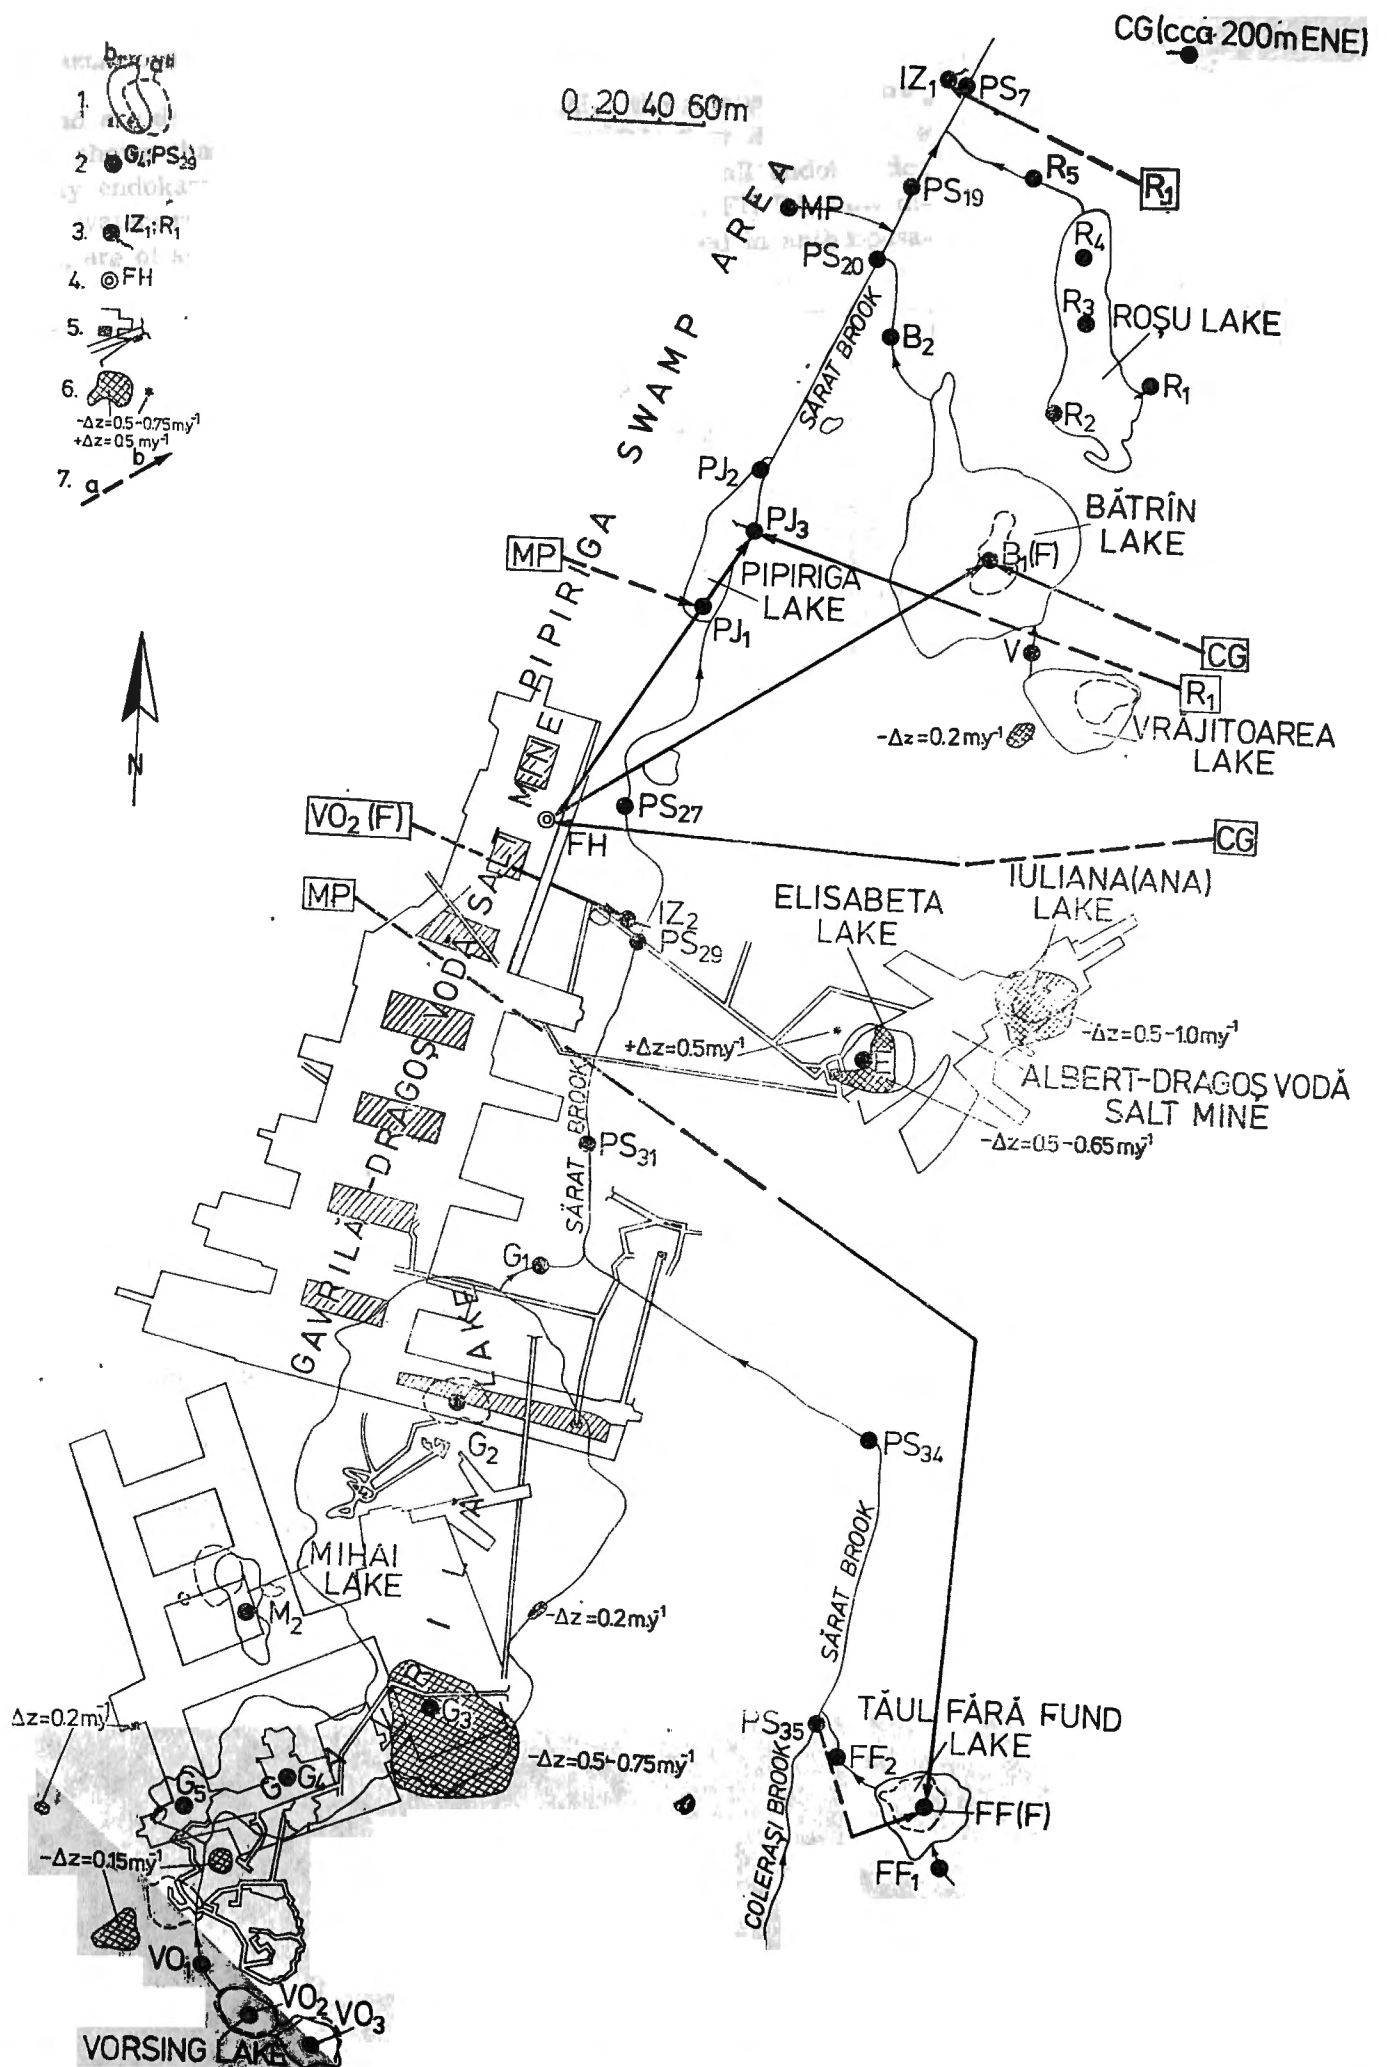 CG (cca 200m ENE)
b
a
1.
2 G4;PS29
3. IZ1;R1
4. FH
5.
6.
-Δz=0.5-0.75my-1
+Δz=0.5my-1
7. a b
0 20 40 60m
IZ1
PS7
R1
R5
PS19
MP
PS20
R4
R3
ROȘU LAKE
R1
R2
B2
SĂRAT BROOK
PIPIRIGA SWAMP AREA
PJ2
PJ3
BĂTRÎN
LAKE
B1(F)
MP
PIPIRIGA
LAKE
PJ1
V
CG
R1
VRĂJITOAREA
LAKE
-Δz=0.2my-1
N
PS27
VO2 (F)
FH
CG
MP
IULIANA(ANA)
LAKE
ELISABETA
LAKE
IZ2
PS29
+Δz=0.5my-1
-Δz=0.5-1.0my-1
ALBERT-DRAGOȘ VODĂ
SALT MINE
-Δz=0.5-0.65my-1
PS31
SĂRAT BROOK
GAVRILĂ-DRAGOȘ VODĂ SALT MINE
G1
G2
PS34
SĂRAT BROOK
MIHAI
LAKE
M2
-Δz=0.2my-1
LAKE
G3
-Δz=0.5-0.75my-1
Δz=0.2my-1
PS35
TĂUL FĂRĂ FUND
LAKE
FF2
FF(F)
FF1
COLERAȘI BROOK
G5
G4
-Δz=0.15my-1
VO1
VO2
VO3
VORSING LAKE